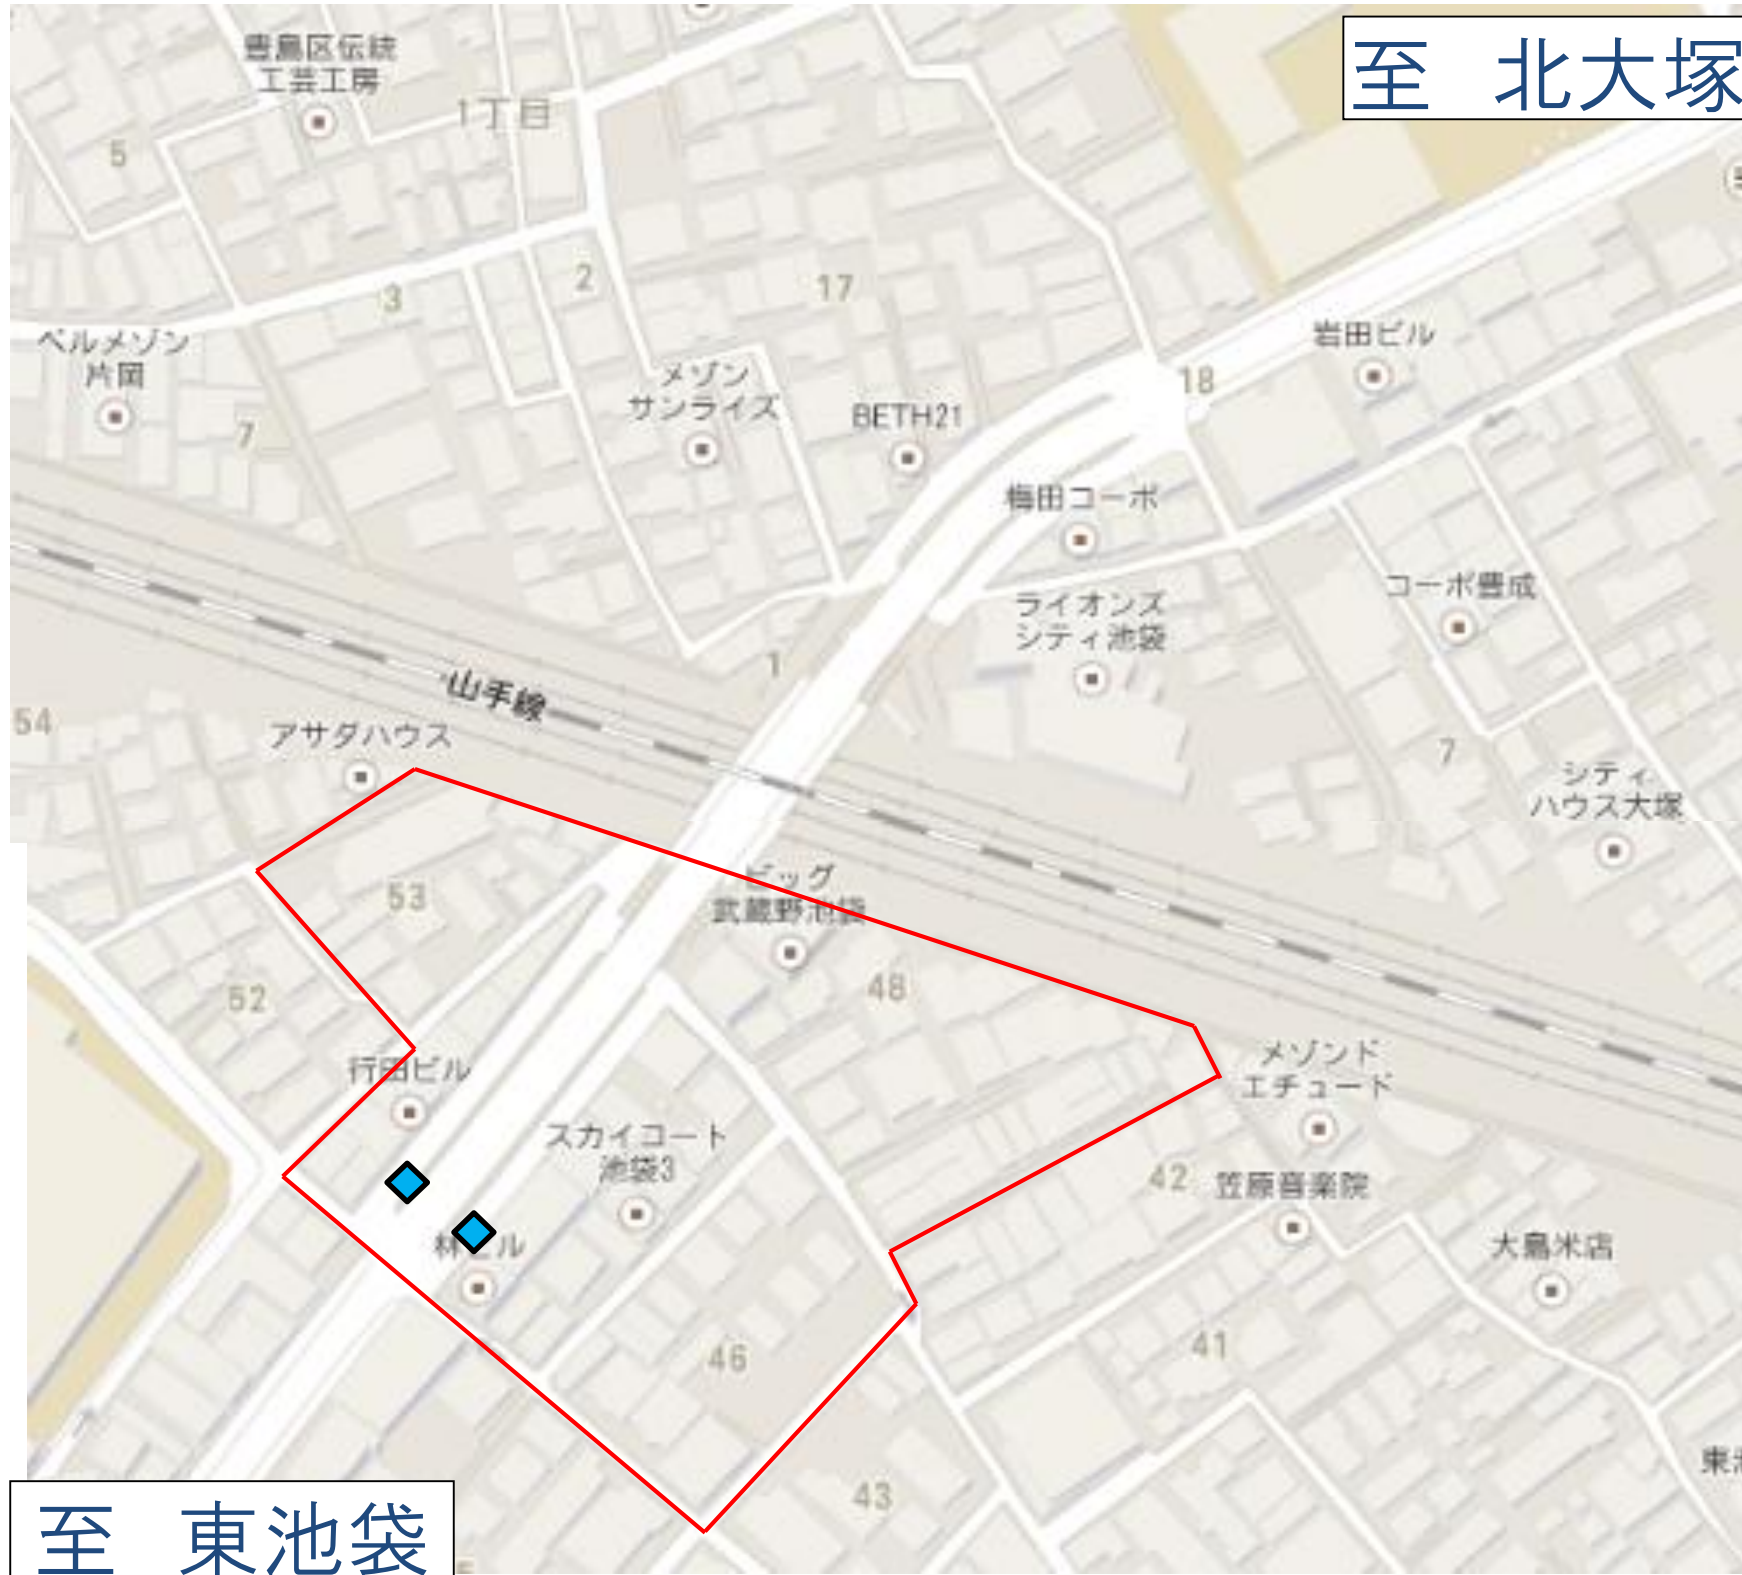 豊島区伝統
工芸工房
至　北大塚
1丁目
5
2
3
17
ベルメゾン
片岡
メゾン
サンライズ
BETH21
18
岩田ビル
7
梅田コーポ
コーポ豊成
ライオンズ
シティ池袋
1
山手線
54
アサダハウス
7
シティ
ハウス大塚
ビッグ
武蔵野池袋
53
48
52
行田ビル
メゾンド
エチュード
スカイコート
池袋3
42
笠原音楽院
林ビル
大島米店
46
41
43
至　東池袋